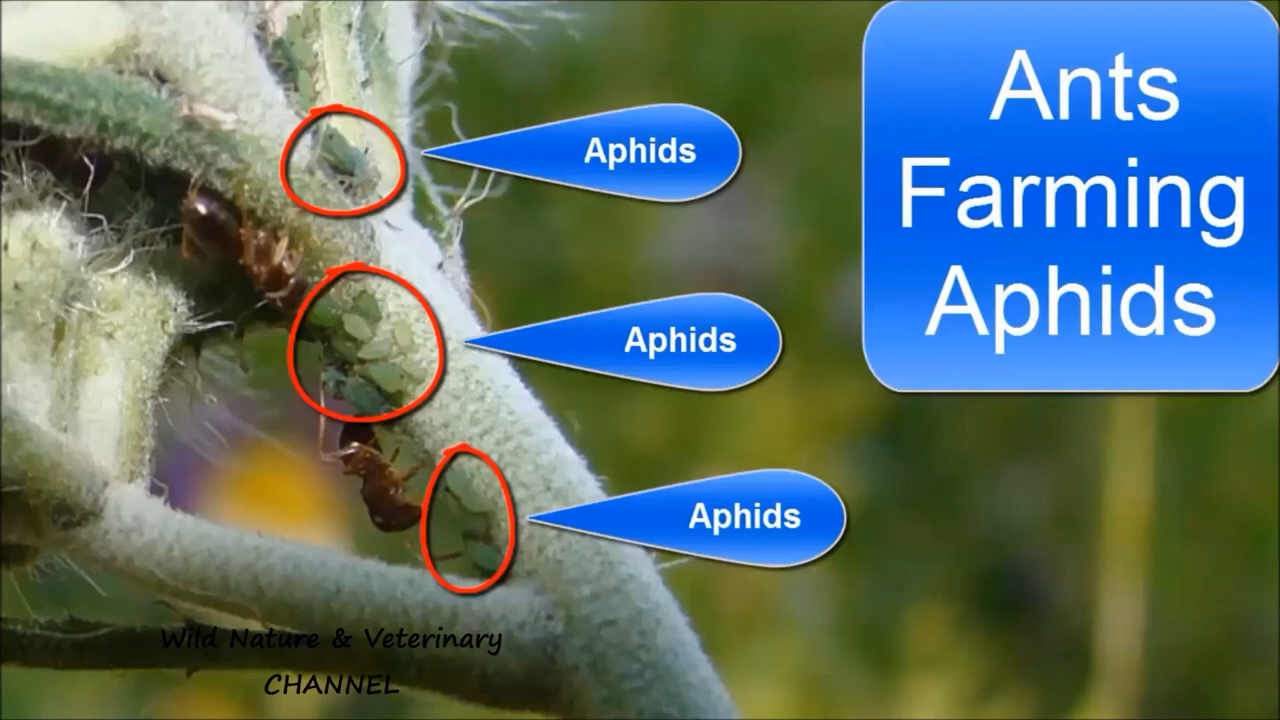 Ants
Farming
Aphids
Aphids
Aphids
Aphids
Wild Nature & Veterinary
CHANNEL